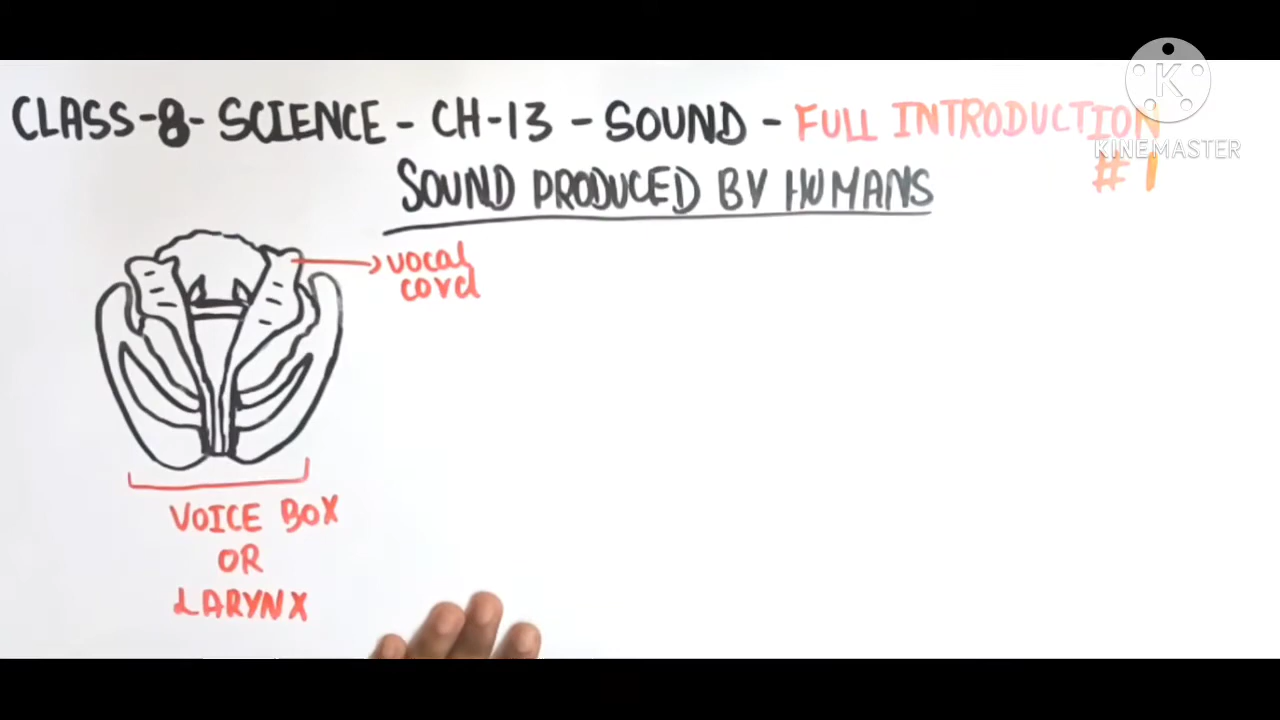 CLASS-8-SCIENCE - CH-13 - SOUND - FULL INTRODUCTION
#1
SOUND PRODUCED BY HUMANS
vocal
cord
VOICE BOX
OR
LARYNX
K
KINEMASTER